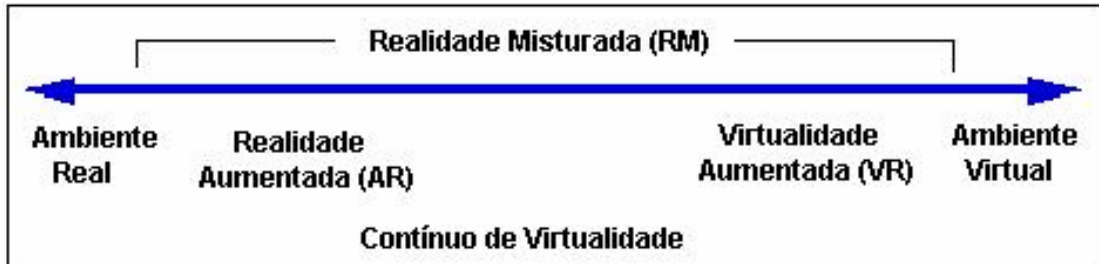 Realidade Misturada (RM)
Ambiente
Real
Realidade
Aumentada (AR)
Virtualidade
Aumentada (VR)
Ambiente
Virtual
Contínuo de Virtualidade